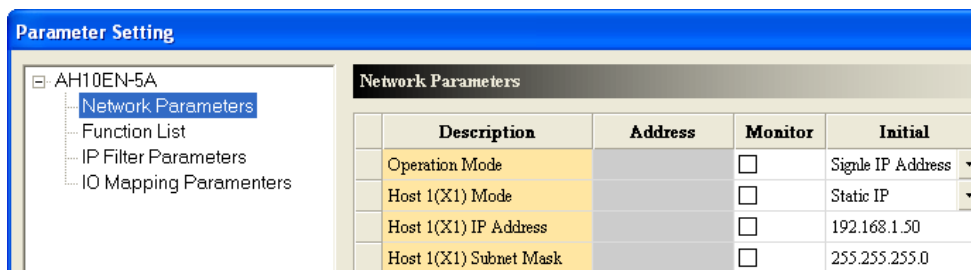 Parameter Setting
AH10EN-5A
Network Parameters
Function List
IP Filter Parameters
IO Mapping Paramenters
Network Parameters
Description Address Monitor Initial
Operation Mode Signle IP Address
Host 1(X1) Mode Static IP
Host 1(X1) IP Address 192.168.1.50
Host 1(X1) Subnet Mask 255.255.255.0